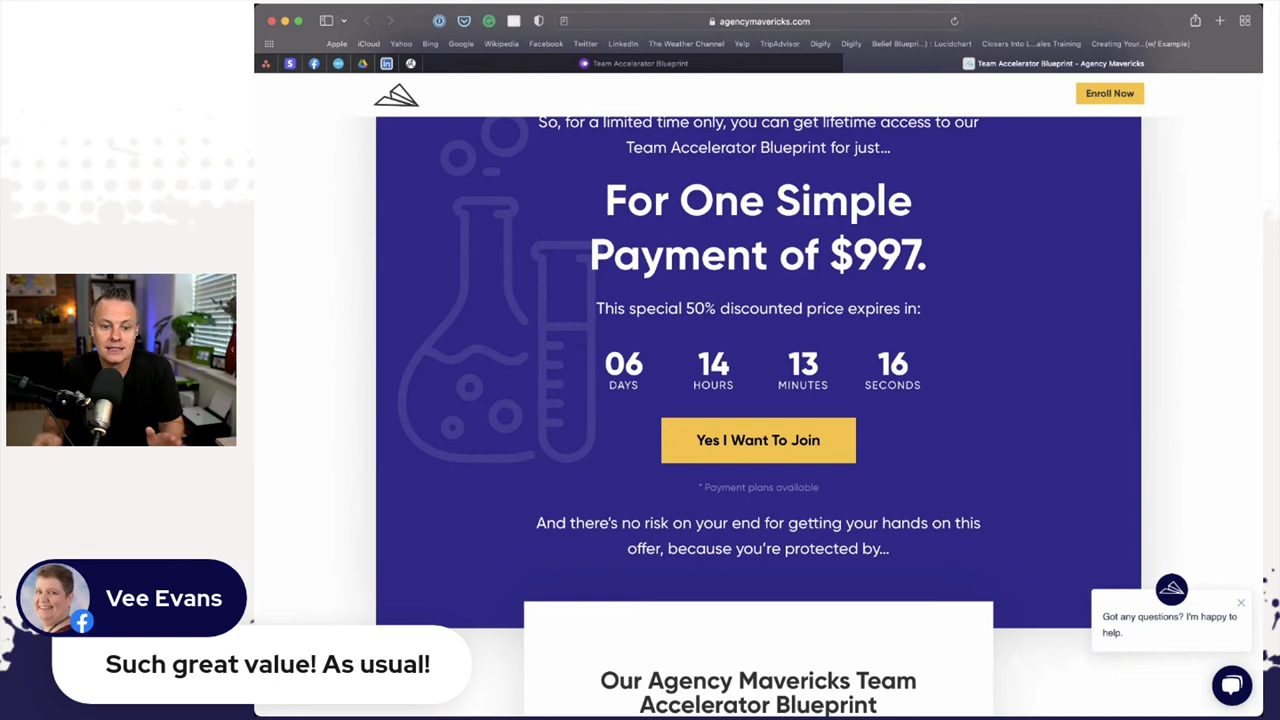 agencymavericks.com
Apple iCloud Yahoo Bing Google Wikipedia Facebook Twitter LinkedIn The Weather Channel Yelp TripAdvisor Digify Digify Belief Bluepri...) : Lucidchart Closers Into L...ales Training Creating Your...(w/ Example)
Team Accelerator Blueprint
Team Accelerator Blueprint - Agency Mavericks
Enroll Now
So, for a limited time only, you can get lifetime access to our
Team Accelerator Blueprint for just...
For One Simple
Payment of $997.
This special 50% discounted price expires in:
06 14 13 16
DAYS HOURS MINUTES SECONDS
Yes I Want To Join
* Payment plans available
And there's no risk on your end for getting your hands on this
offer, because you're protected by...
Our Agency Mavericks Team
Accelerator Blueprint
Got any questions? I'm happy to
help.
Vee Evans
Such great value! As usual!